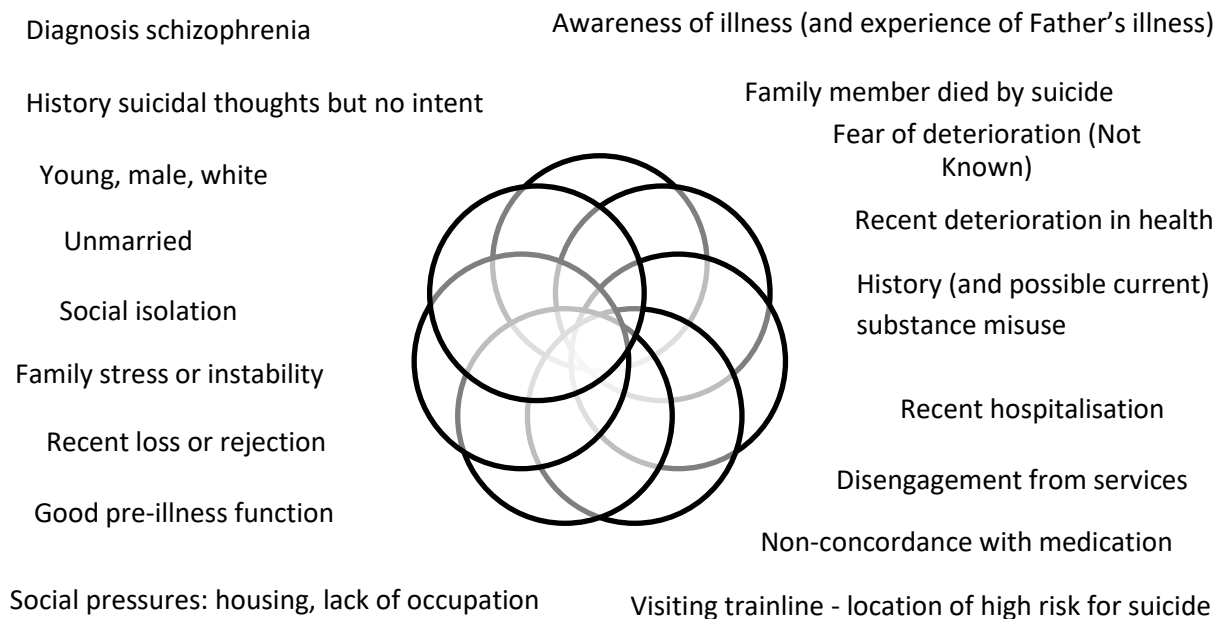 Diagnosis schizophrenia
Awareness of illness (and experience of Father’s illness)
History suicidal thoughts but no intent
Family member died by suicide
Fear of deterioration (Not
Known)
Young, male, white
Recent deterioration in health
Unmarried
History (and possible current)
substance misuse
Social isolation
Family stress or instability
Recent hospitalisation
Recent loss or rejection
Disengagement from services
Good pre-illness function
Non-concordance with medication
Social pressures: housing, lack of occupation
Visiting trainline - location of high risk for suicide